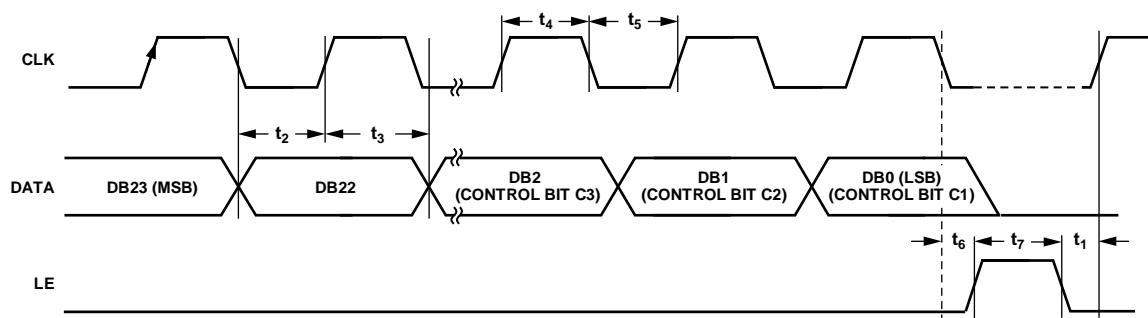 t4
t5
CLK
t2
t3
DATA
DB23 (MSB)
DB22
DB2
(CONTROL BIT C3)
DB1
(CONTROL BIT C2)
DB0 (LSB)
(CONTROL BIT C1)
t6
t7
t1
LE